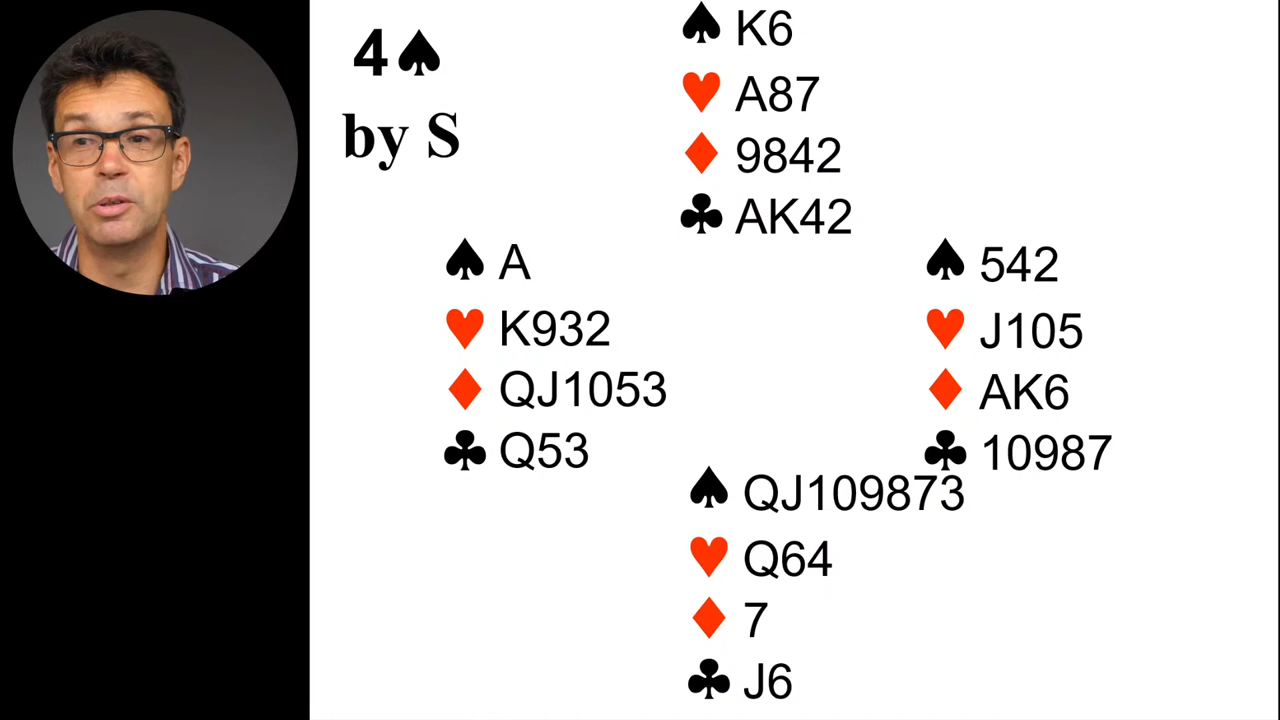 4♠
by S
♠ K6
♥ A87
♦ 9842
♣ AK42
♠ A
♥ K932
♦ QJ1053
♣ Q53
♠ 542
♥ J105
♦ AK6
♣ 10987
♠ QJ109873
♥ Q64
♦ 7
♣ J6